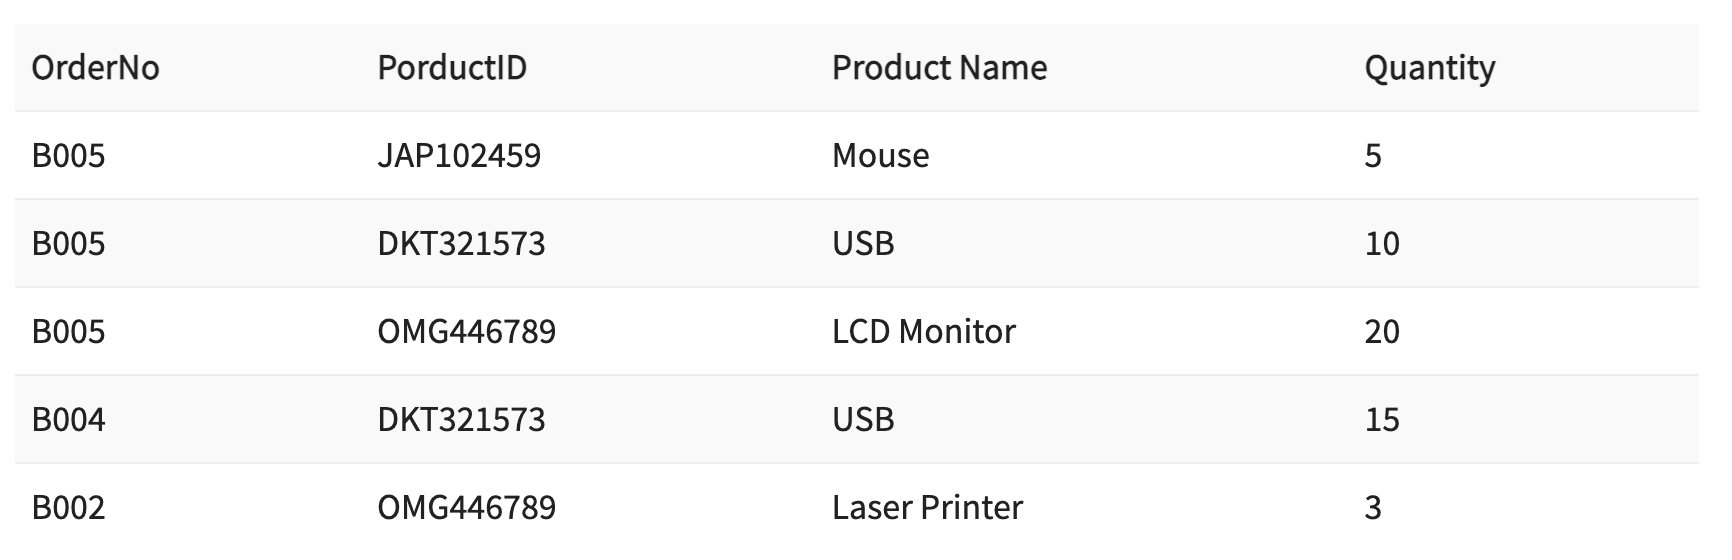 OrderNo PorductID Product Name Quantity
B005 JAP102459 Mouse 5
B005 DKT321573 USB 10
B005 OMG446789 LCD Monitor 20
B004 DKT321573 USB 15
B002 OMG446789 Laser Printer 3